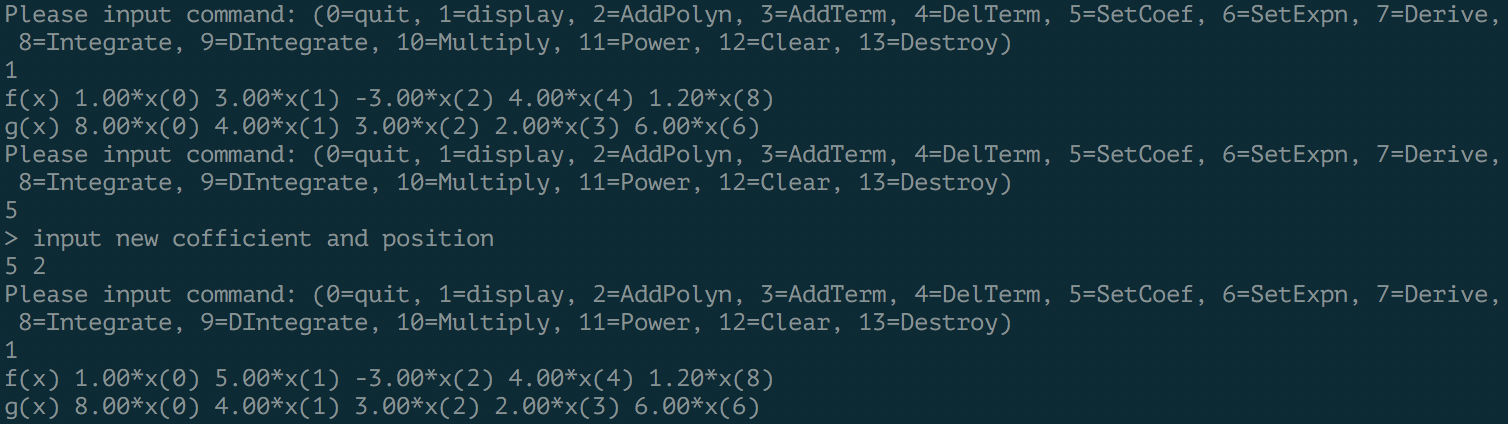 Please input command: (0=quit, 1=display, 2=AddPolyn, 3=AddTerm, 4=DelTerm, 5=SetCoef, 6=SetExpn, 7=Derive,
8=Integrate, 9=DIntegrate, 10=Multiply, 11=Power, 12=Clear, 13=Destroy)
1
f(x) 1.00*x(0) 3.00*x(1) -3.00*x(2) 4.00*x(4) 1.20*x(8)
g(x) 8.00*x(0) 4.00*x(1) 3.00*x(2) 2.00*x(3) 6.00*x(6)
Please input command: (0=quit, 1=display, 2=AddPolyn, 3=AddTerm, 4=DelTerm, 5=SetCoef, 6=SetExpn, 7=Derive,
8=Integrate, 9=DIntegrate, 10=Multiply, 11=Power, 12=Clear, 13=Destroy)
5
> input new cofficient and position
5 2
Please input command: (0=quit, 1=display, 2=AddPolyn, 3=AddTerm, 4=DelTerm, 5=SetCoef, 6=SetExpn, 7=Derive,
8=Integrate, 9=DIntegrate, 10=Multiply, 11=Power, 12=Clear, 13=Destroy)
1
f(x) 1.00*x(0) 5.00*x(1) -3.00*x(2) 4.00*x(4) 1.20*x(8)
g(x) 8.00*x(0) 4.00*x(1) 3.00*x(2) 2.00*x(3) 6.00*x(6)